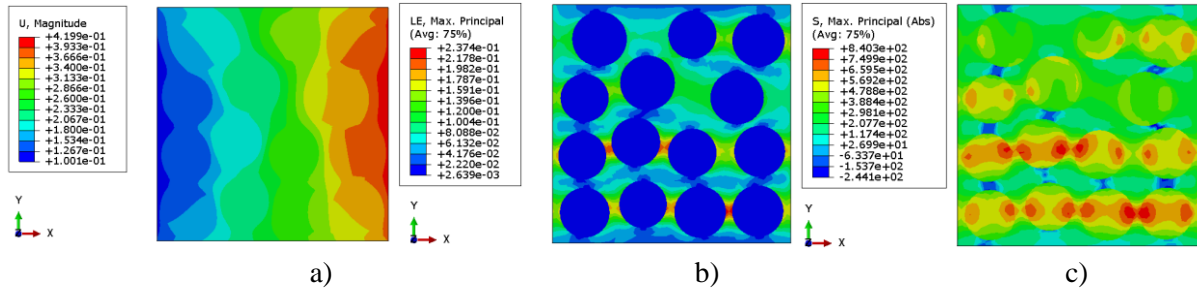 U, Magnitude
+4.199e-01
+3.933e-01
+3.666e-01
+3.400e-01
+3.133e-01
+2.866e-01
+2.600e-01
+2.333e-01
+2.067e-01
+1.800e-01
+1.534e-01
+1.267e-01
+1.001e-01
Y
X
LE, Max. Principal
(Avg: 75%)
+2.374e-01
+2.178e-01
+1.982e-01
+1.787e-01
+1.591e-01
+1.396e-01
+1.200e-01
+1.004e-01
+8.088e-02
+6.132e-02
+4.176e-02
+2.220e-02
+2.639e-03
Y
X
S, Max. Principal (Abs)
(Avg: 75%)
+8.403e+02
+7.499e+02
+6.595e+02
+5.692e+02
+4.788e+02
+3.884e+02
+2.981e+02
+2.077e+02
+1.174e+02
+2.699e+01
-6.337e+01
-1.537e+02
-2.441e+02
Y
X
a)
b)
c)